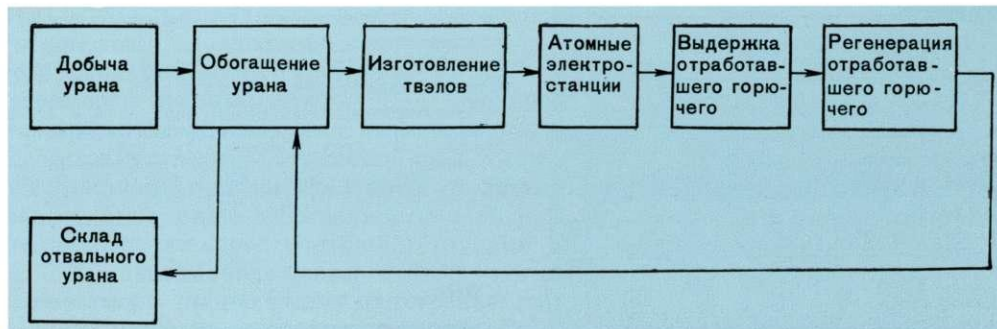 Добыча
урана
Обогащение
урана
Изготовление
твэлов
Атомные
электро-
станции
Выдержка
отработав-
шего горю-
чего
Регенерация
отработав-
шего горю-
чего
Склад
отвального
урана